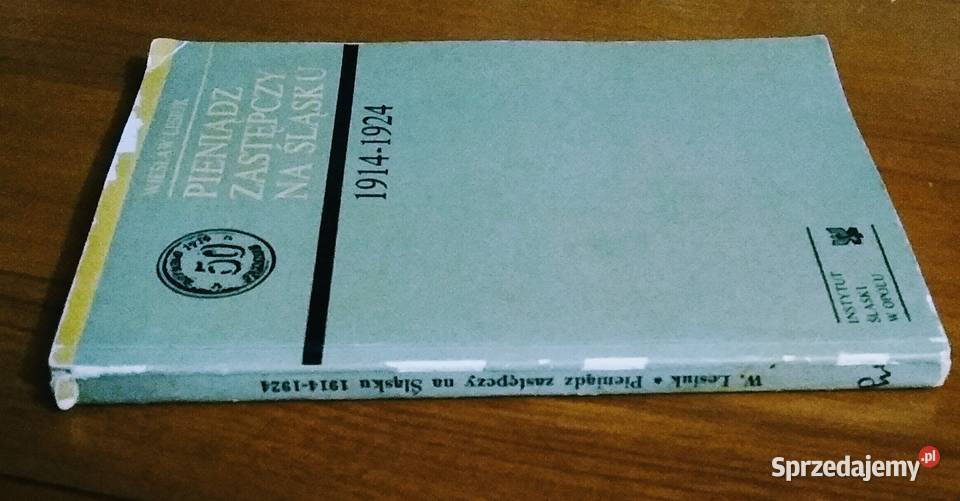 WIESŁAW LESIUK
PIENIĄDZ
ZASTĘPCZY
NA ŚLĄSKU
1914-1924
50
INSTYTUT
ŚLĄSKI
W OPOLU
W. Lesiuk • Pieniądz zastępczy na Śląsku 1914-1924
Sprzedajemy.pl